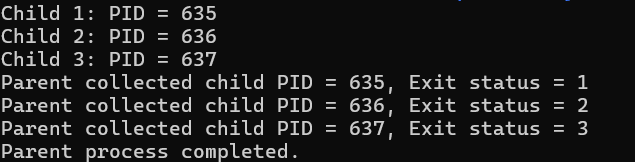 Child 1: PID = 635
Child 2: PID = 636
Child 3: PID = 637
Parent collected child PID = 635, Exit status = 1
Parent collected child PID = 636, Exit status = 2
Parent collected child PID = 637, Exit status = 3
Parent process completed.